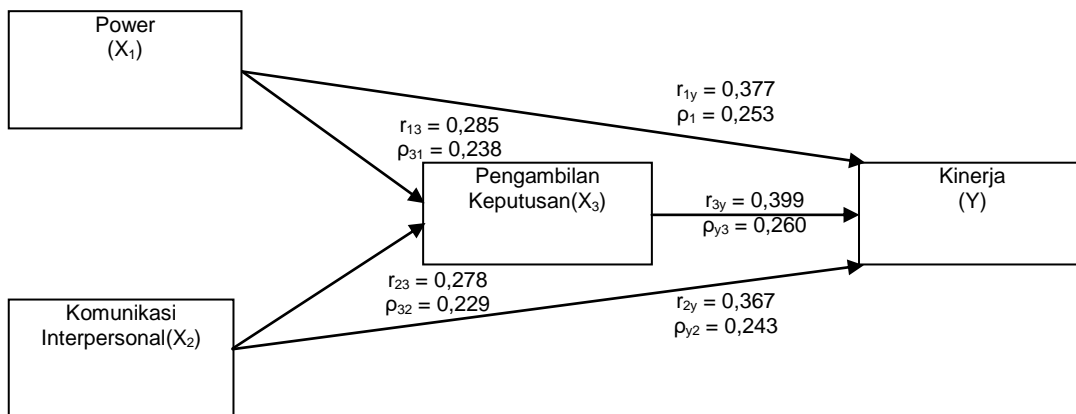 Power
(X₁)
r₁y = 0,377
ρ₁ = 0,253
r₁₃ = 0,285
ρ₃₁ = 0,238
Pengambilan
Keputusan(X₃)
r₃y = 0,399
ρy₃ = 0,260
Kinerja
(Y)
r₂₃ = 0,278
ρ₃₂ = 0,229
r₂y = 0,367
ρy₂ = 0,243
Komunikasi
Interpersonal(X₂)